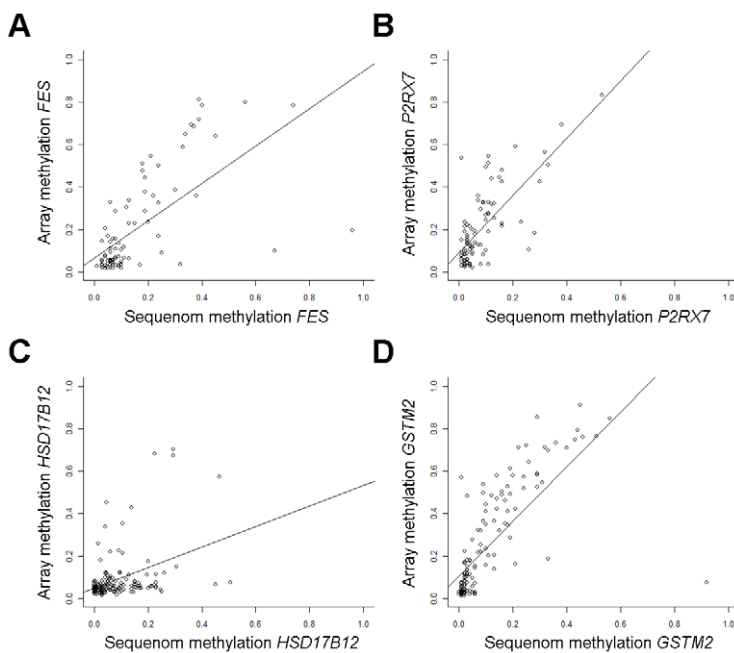 A
B
Array methylation FES
1.0
0.8
0.6
0.4
0.2
0.0
0.0 0.2 0.4 0.6 0.8 1.0
Sequenom methylation FES
Array methylation P2RX7
1.0
0.8
0.6
0.4
0.2
0.0
0.0 0.2 0.4 0.6 0.8 1.0
Sequenom methylation P2RX7
C
D
Array methylation HSD17B12
1.0
0.8
0.6
0.4
0.2
0.0
0.0 0.2 0.4 0.6 0.8 1.0
Sequenom methylation HSD17B12
Array methylation GSTM2
1.0
0.8
0.6
0.4
0.2
0.0
0.0 0.2 0.4 0.6 0.8 1.0
Sequenom methylation GSTM2